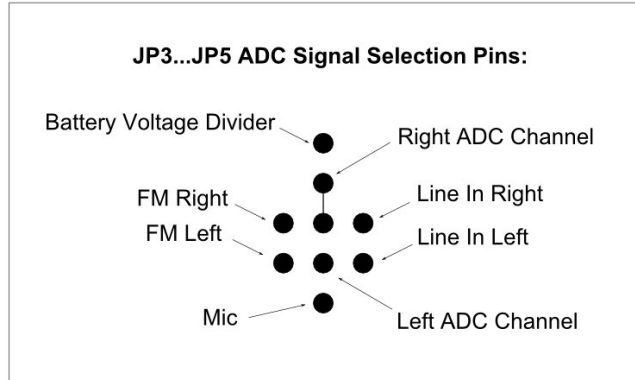 JP3...JP5 ADC Signal Selection Pins:
Battery Voltage Divider
Right ADC Channel
FM Right
Line In Right
FM Left
Line In Left
Mic
Left ADC Channel